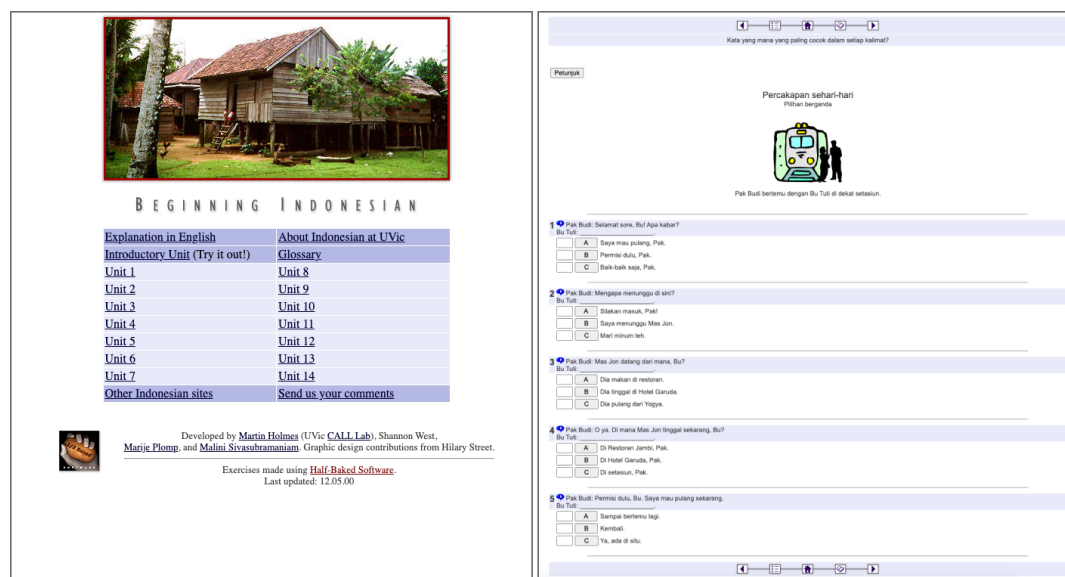 BEGINNING INDONESIAN
Explanation in English About Indonesian at UVic
Introductory Unit (Try it out!) Glossary
Unit 1 Unit 8
Unit 2 Unit 9
Unit 3 Unit 10
Unit 4 Unit 11
Unit 5 Unit 12
Unit 6 Unit 13
Unit 7 Unit 14
Other Indonesian sites Send us your comments
Developed by Martin Holmes (UVic CALL Lab), Shannon West,
Marije Plomp, and Malini Sivasubramaniam. Graphic design contributions from Hilary Street.
Exercises made using Half-Baked Software.
Last updated: 12.05.00
Kata yang mana yang paling cocok dalam setiap kalimat?
Petunjuk
Percakapan sehari-hari
Pilihan berganda
Pak Budi bertemu dengan Bu Tuti di dekat setasiun.
1 Pak Budi: Selamat sore, Bu! Apa kabar?
Bu Tuti: ______________________.
A Saya mau pulang, Pak.
B Permisi dulu, Pak.
C Baik-baik saja, Pak.
2 Pak Budi: Mengapa menunggu di sini?
Bu Tuti: ______________________.
A Silakan masuk, Pak!
B Saya menunggu Mas Jon.
C Mari minum teh.
3 Pak Budi: Mas Jon datang dari mana, Bu?
Bu Tuti: ______________________.
A Dia makan di restoran.
B Dia tinggal di Hotel Garuda.
C Dia pulang dari Yogya.
4 Pak Budi: O ya. Di mana Mas Jon tinggal sekarang, Bu?
Bu Tuti: ______________________.
A Di Restoran Jambi, Pak.
B Di Hotel Garuda, Pak.
C Di setasiun, Pak.
5 Pak Budi: Permisi dulu, Bu. Saya mau pulang sekarang.
Bu Tuti: ______________________.
A Sampai bertemu lagi.
B Kembali.
C Ya, ada di situ.